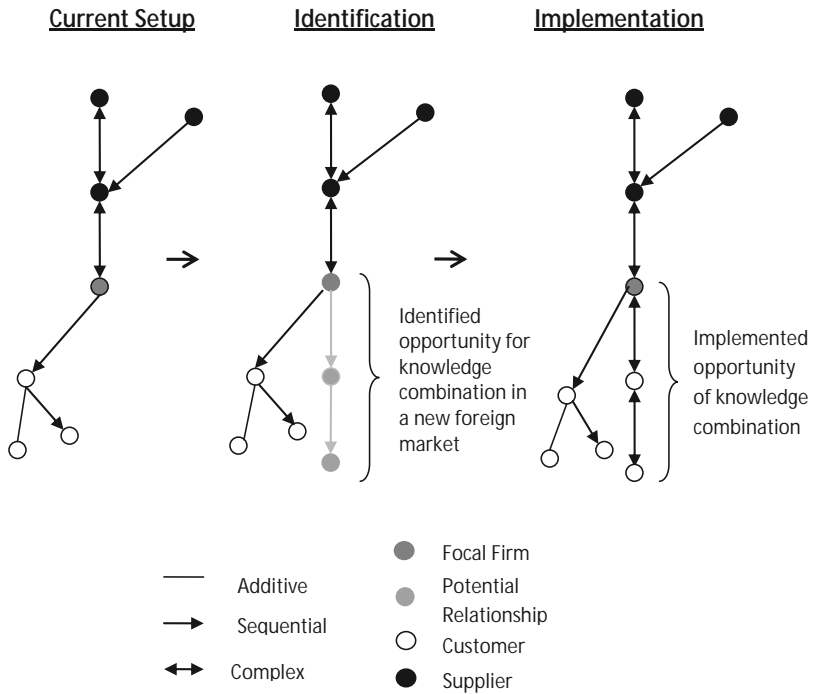 Current Setup
Identification
Implementation
Identified
opportunity for
knowledge
combination in
a new foreign
market
Implemented
opportunity
of knowledge
combination
Additive
Sequential
Complex
Focal Firm
Potential
Relationship
Customer
Supplier